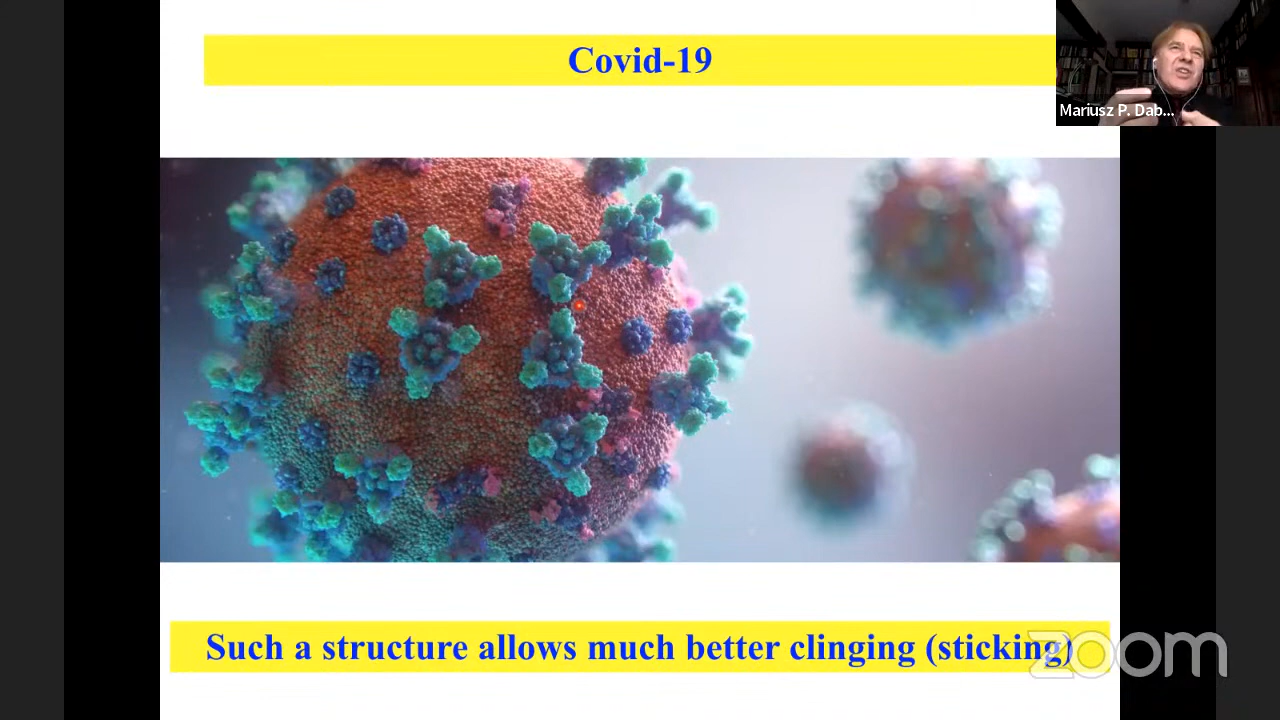 Covid-19
Mariusz P. Dab...
Such a structure allows much better clinging (sticking)
zoom